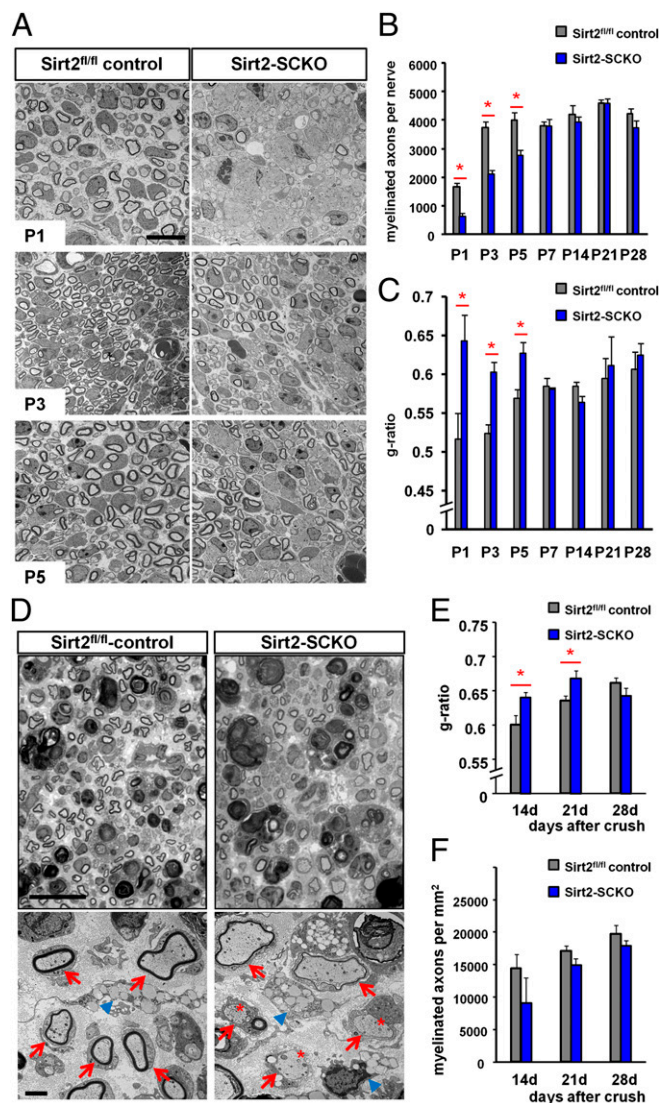 A
Sirt2fl/fl control
Sirt2-SCKO
P1
P3
P5
B
Sirt2fl/fl control
Sirt2-SCKO
myelinated axons per nerve
6000
5000
4000
3000
2000
1000
0
*
*
*
P1 P3 P5 P7 P14 P21 P28
C
Sirt2fl/fl control
Sirt2-SCKO
g-ratio
0.7
0.65
0.6
0.55
0.5
0.45
0
*
*
*
P1 P3 P5 P7 P14 P21 P28
D
Sirt2fl/fl-control
Sirt2-SCKO
*
*
*
E
Sirt2fl/fl control
Sirt2-SCKO
g-ratio
0.75
0.7
0.65
0.6
0.55
0
*
*
14d 21d 28d
days after crush
F
Sirt2fl/fl control
Sirt2-SCKO
myelinated axons per mm2
25000
20000
15000
10000
5000
0
14d 21d 28d
days after crush